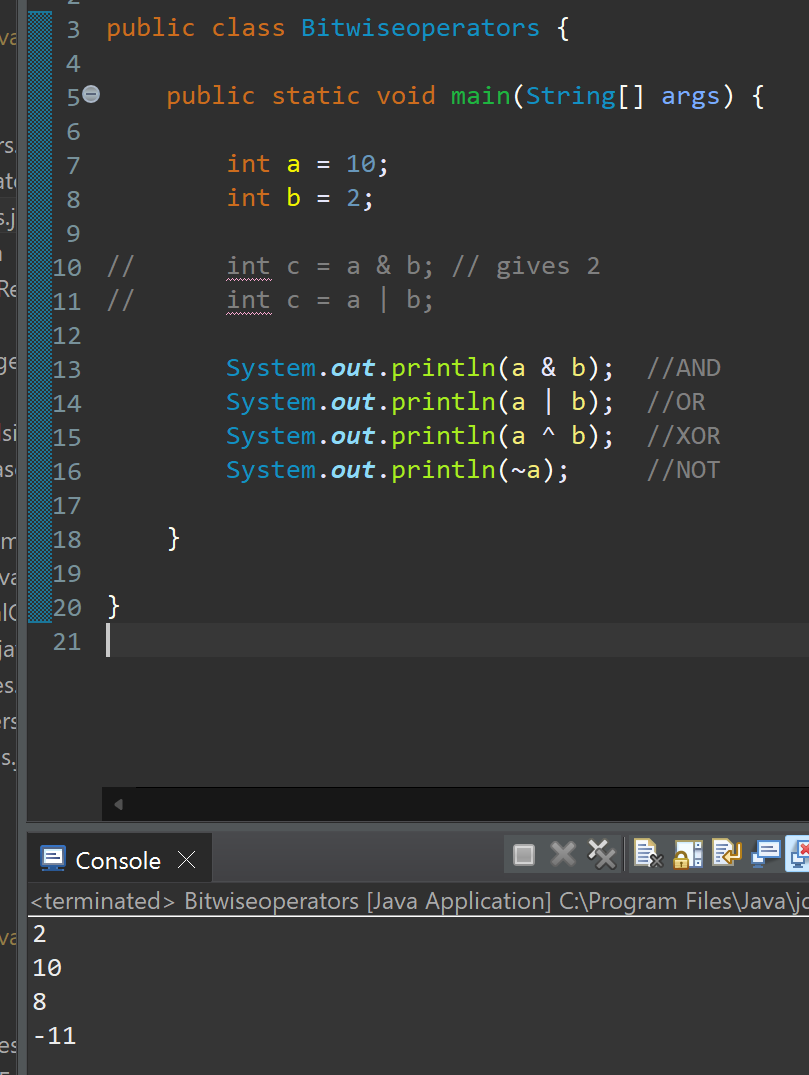 3 public class Bitwiseoperators {
4
5 public static void main(String[] args) {
6
7 int a = 10;
8 int b = 2;
9
10 // int c = a & b; // gives 2
11 // int c = a | b;
12
13 System.out.println(a & b); //AND
14 System.out.println(a | b); //OR
15 System.out.println(a ^ b); //XOR
16 System.out.println(~a); //NOT
17
18 }
19
20 }
21
Console
<terminated> Bitwiseoperators [Java Application] C:\Program Files\Java\
2
10
8
-11